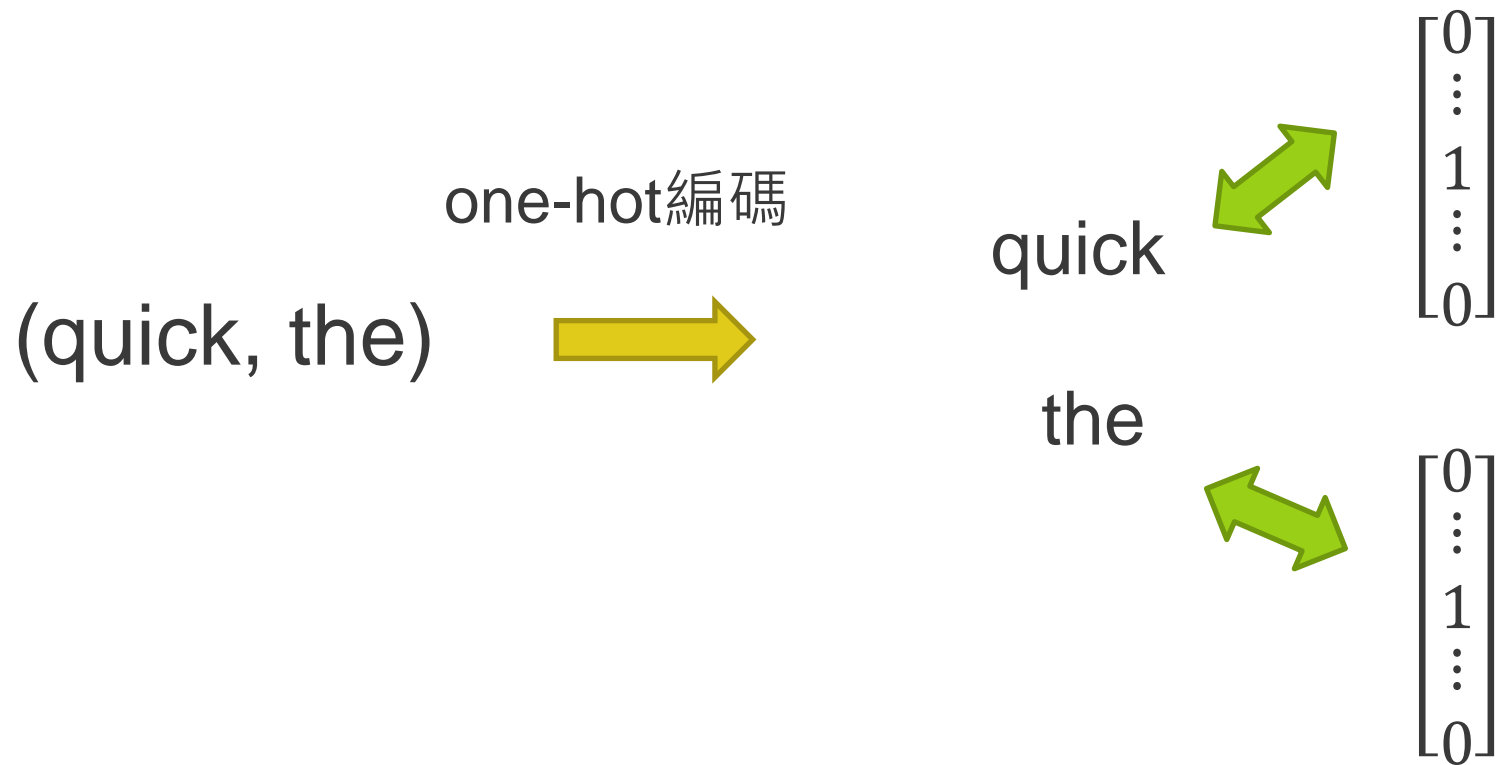 one-hot編碼
(quick, the)
quick
[0 ⋮ 1 ⋮ 0]
the
[0 ⋮ 1 ⋮ 0]